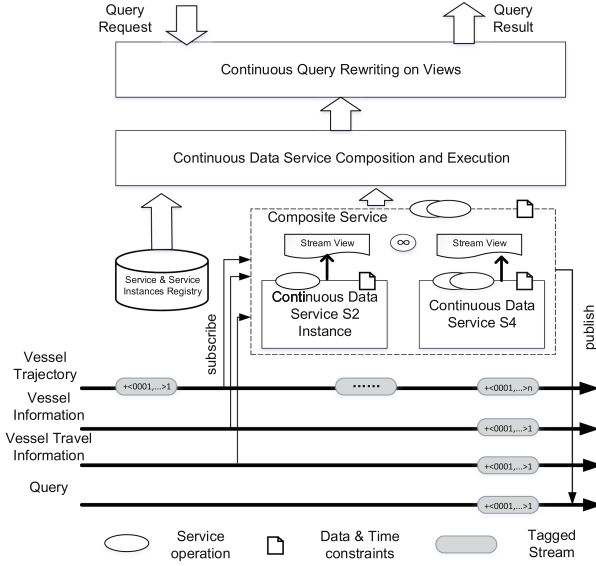 Query
Request
Query
Result
Continuous Query Rewriting on Views
Continuous Data Service Composition and Execution
Composite Service
Service & Service
Instances Registry
Stream View
∞
Stream View
Continuous Data
Service S2
Instance
Continuous Data
Service S4
subscribe
publish
Vessel
Trajectory
+<0001,...>1
••••••
+<0001,...>n
Vessel
Information
+<0001,...>1
Vessel Travel
Information
+<0001,...>1
Query
+<0001,...>1
Service
operation
Data & Time
constraints
Tagged
Stream